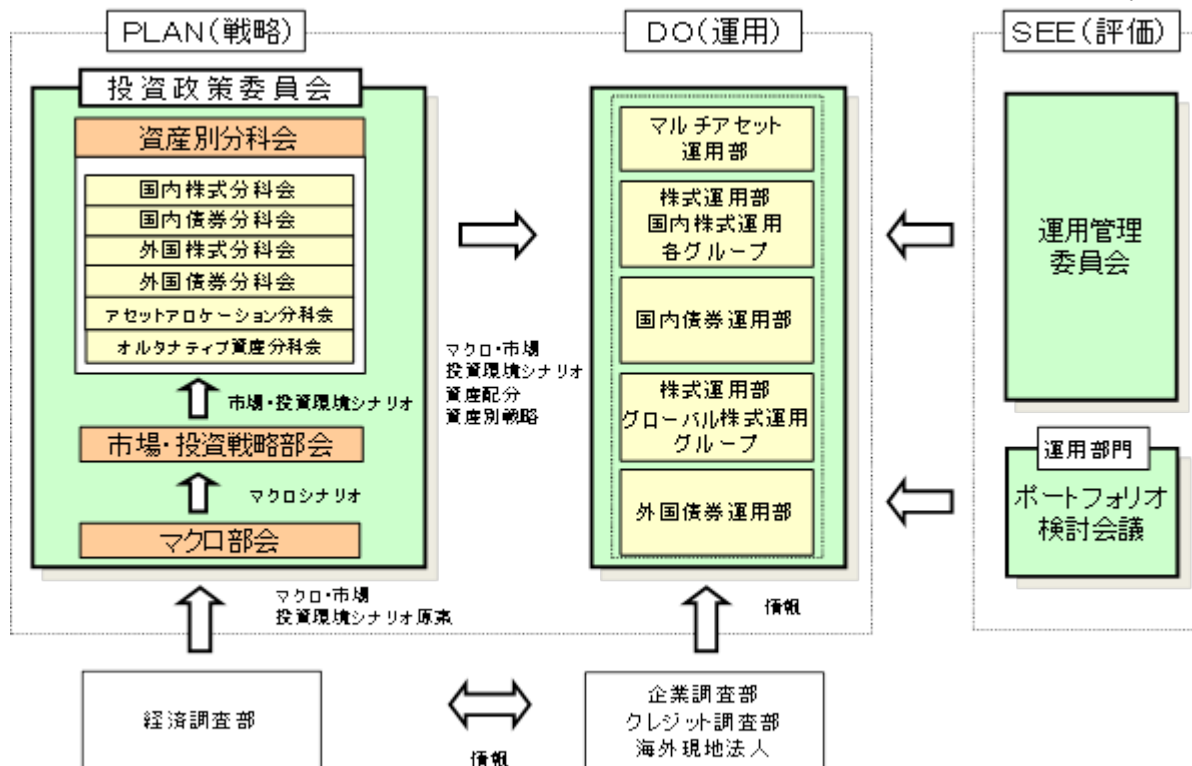 PLAN(戦略)
投資政策委員会
資産別分科会
国内株式分科会
国内債券分科会
外国株式分科会
外国債券分科会
アセットアロケーション分科会
オルタナティブ資産分科会
市場・投資環境シナリオ
市場・投資戦略部会
マクロシナリオ
マクロ部会
マクロ・市場
投資環境シナリオ原案
経済調査部
マクロ・市場
投資環境シナリオ
資産配分
資産別戦略
DO(運用)
マルチアセット
運用部
株式運用部
国内株式運用
各グループ
国内債券運用部
株式運用部
グローバル株式運用
グループ
外国債券運用部
情報
企業調査部
クレジット調査部
海外現地法人
情報
SEE(評価)
運用管理
委員会
運用部門
ポートフォリオ
検討会議